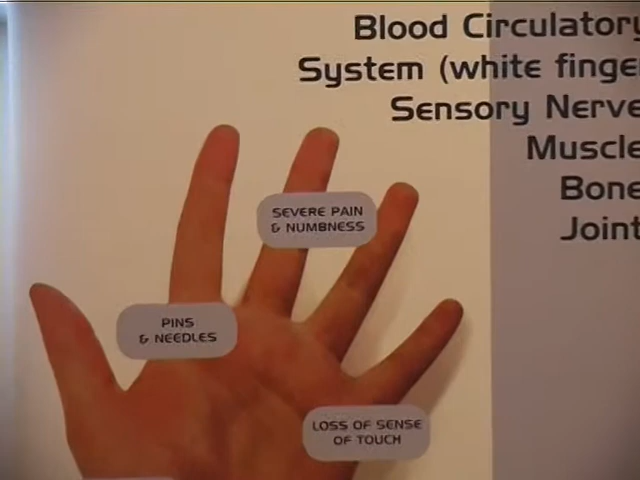 Blood Circulatory
System (white finge
Sensory Nerve
Muscle
Bone
Joint
SEVERE PAIN
& NUMBNESS
PINS
& NEEDLES
LOSS OF SENSE
OF TOUCH